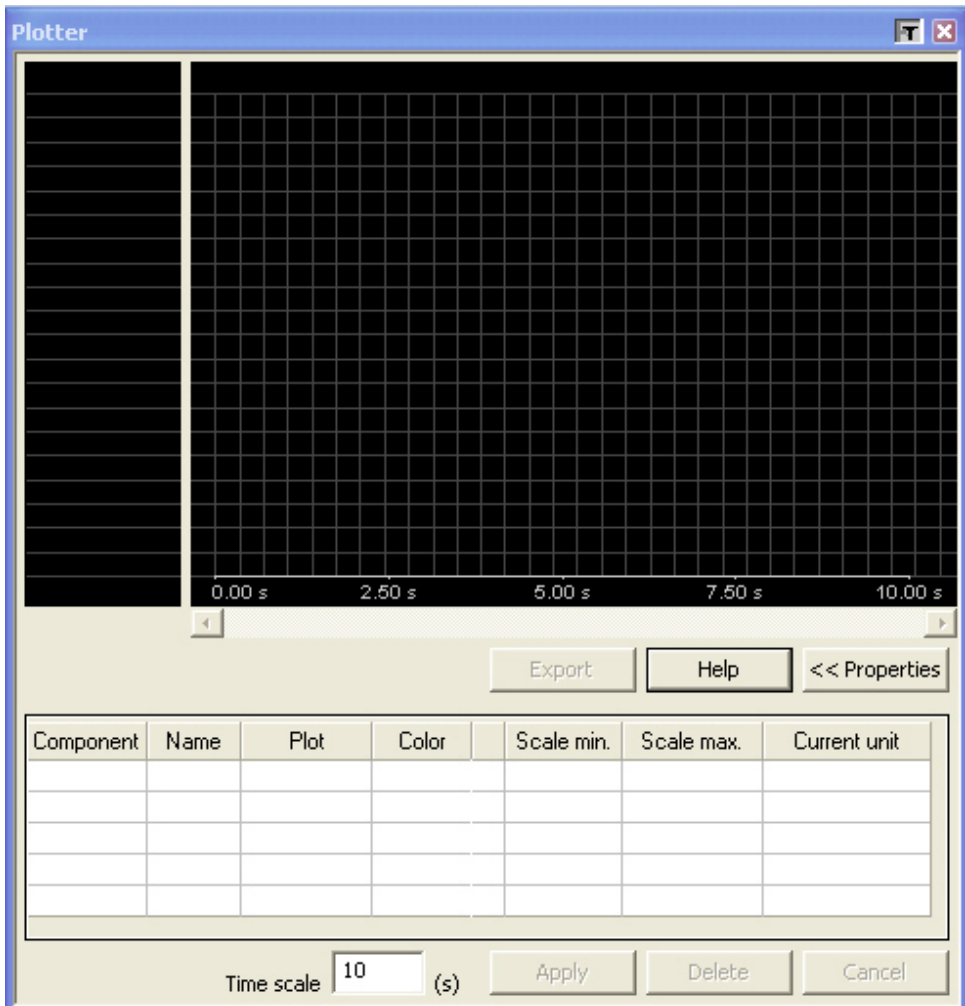 Plotter
0.00 s 2.50 s 5.00 s 7.50 s 10.00 s
Export Help << Properties
Component Name Plot Color Scale min. Scale max. Current unit
Time scale 10 (s) Apply Delete Cancel